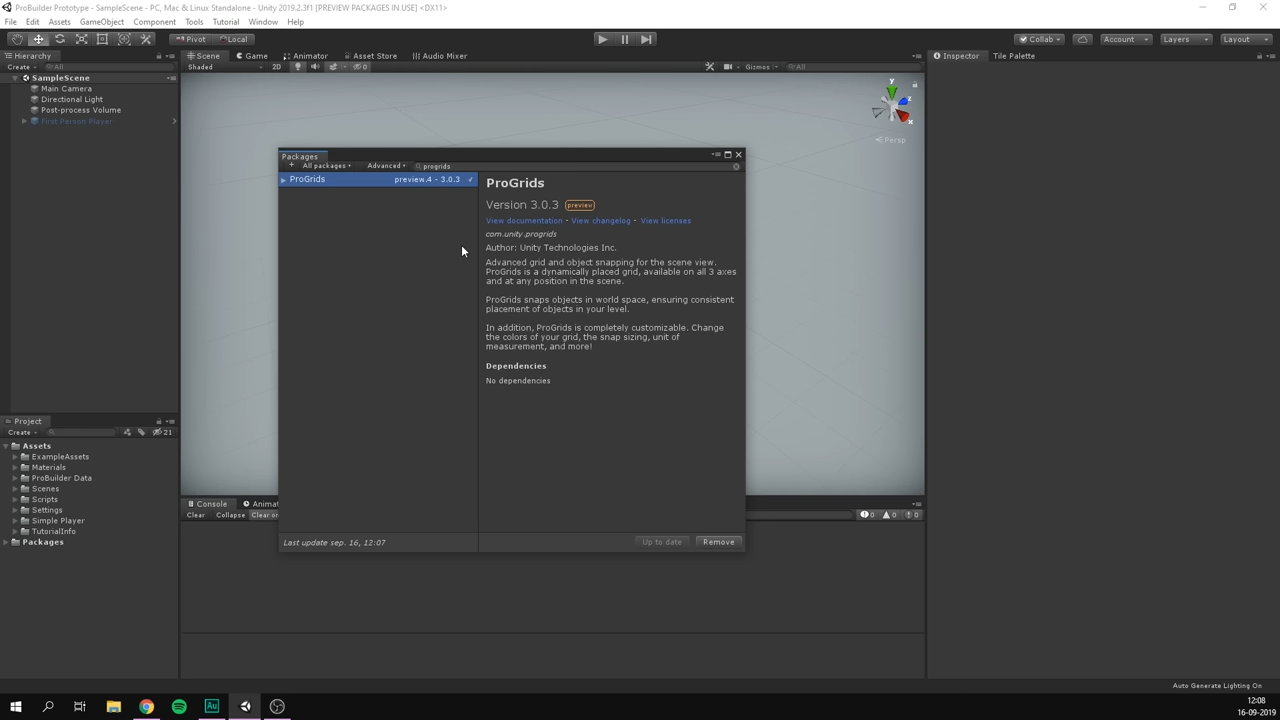 ProBuilder Prototype - SampleScene - PC, Mac & Linux Standalone - Unity 2019.2.3f1 [PREVIEW PACKAGES IN USE] <DX11>
File Edit Assets GameObject Component Tools Tutorial Window Help
Pivot Local Collab Account Layers Layout
Hierarchy Scene Game Animator Asset Store Audio Mixer Inspector Tile Palette
Create All Shaded 2D 0 Gizmos All
SampleScene
Main Camera
Directional Light
Post-process Volume
First Person Player
y
z
x
Persp
Packages
All packages Advanced progrids
ProGrids preview.4 - 3.0.3
ProGrids
Version 3.0.3 preview
View documentation - View changelog - View licenses
com.unity.progrids
Author: Unity Technologies Inc.
Advanced grid and object snapping for the scene view.
ProGrids is a dynamically placed grid, available on all 3 axes
and at any position in the scene.
ProGrids snaps objects in world space, ensuring consistent
placement of objects in your level.
In addition, ProGrids is completely customizable. Change
the colors of your grid, the snap sizing, unit of
measurement, and more!
Dependencies
No dependencies
Last update sep. 16, 12:07 Up to date Remove
Project
Create 21
Assets
ExampleAssets
Materials
ProBuilder Data
Scenes
Scripts
Settings
Simple Player
TutorialInfo
Packages
Console Animat
Clear Collapse Clear o 0 0 0
Auto Generate Lighting On
Au
12:08
16-09-2019